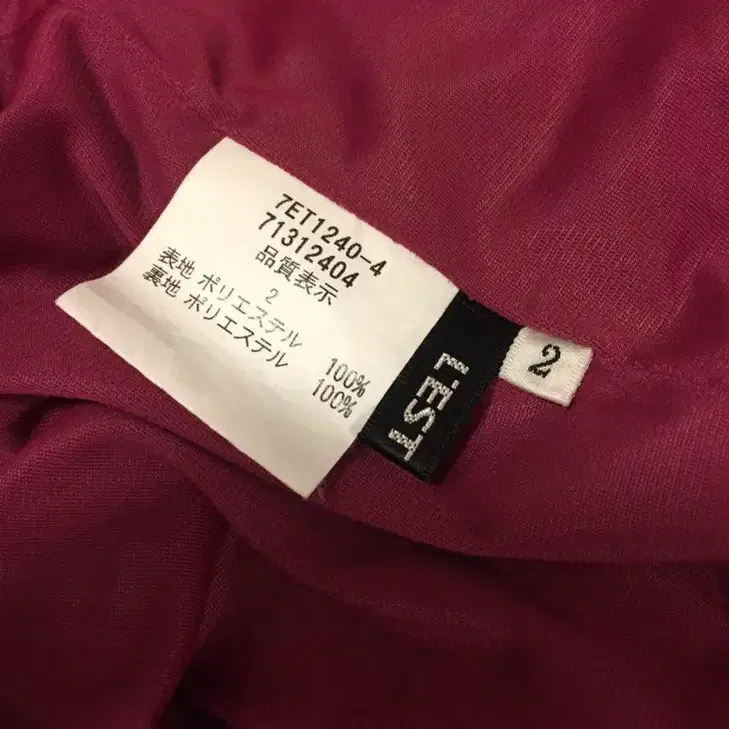 7ET1240-4
71312404
品質表示
2
表地 ポリエステル 100%
裏地 ポリエステル 100%
L'EST
2